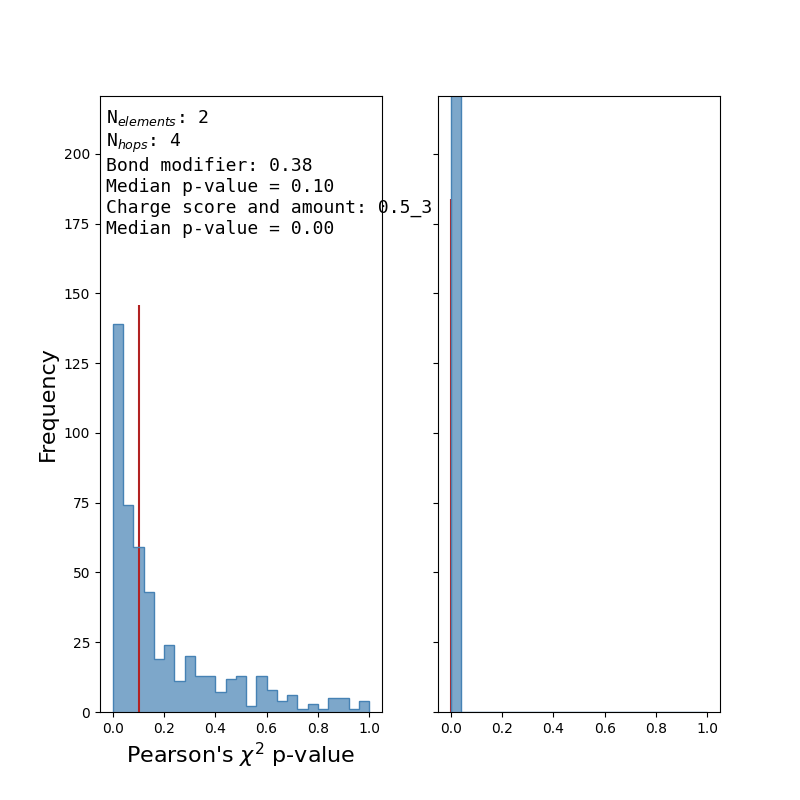 N_elements: 2
N_hops: 4
Bond modifier: 0.38
Median p-value = 0.10
Charge score and amount: 0.5_3
Median p-value = 0.00
Frequency
200
175
150
125
100
75
50
25
0
0.0 0.2 0.4 0.6 0.8 1.0
0.0 0.2 0.4 0.6 0.8 1.0
Pearson's χ² p-value